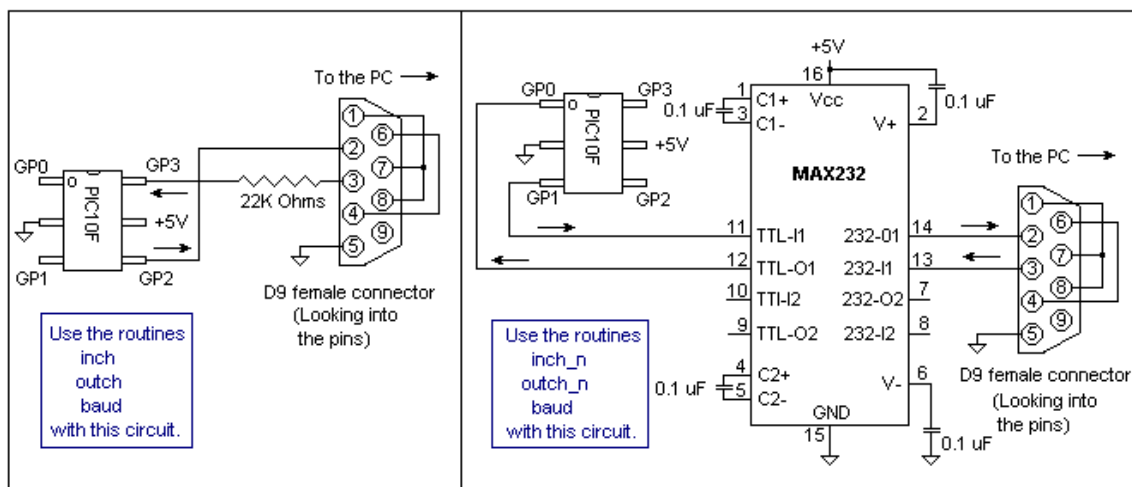 To the PC
1
6
2
7
3
8
4
9
5
GP0
GP3
PIC10F
22K Ohms
+5V
GP1
GP2
D9 female connector
(Looking into
the pins)
Use the routines
inch
outch
baud
with this circuit.
+5V
16
Vcc
0.1 uF
1
C1+
0.1 uF
3
C1-
V+
2
GP0
GP3
PIC10F
+5V
GP1
GP2
MAX232
To the PC
11
TTL-I1
232-01
14
12
TTL-O1
232-I1
13
10
TTI-I2
232-O2
7
9
TTL-O2
232-I2
8
4
C2+
0.1 uF
5
C2-
V-
6
GND
15
0.1 uF
1
6
2
7
3
8
4
9
5
D9 female connector
(Looking into
the pins)
Use the routines
inch_n
outch_n
baud
with this circuit.